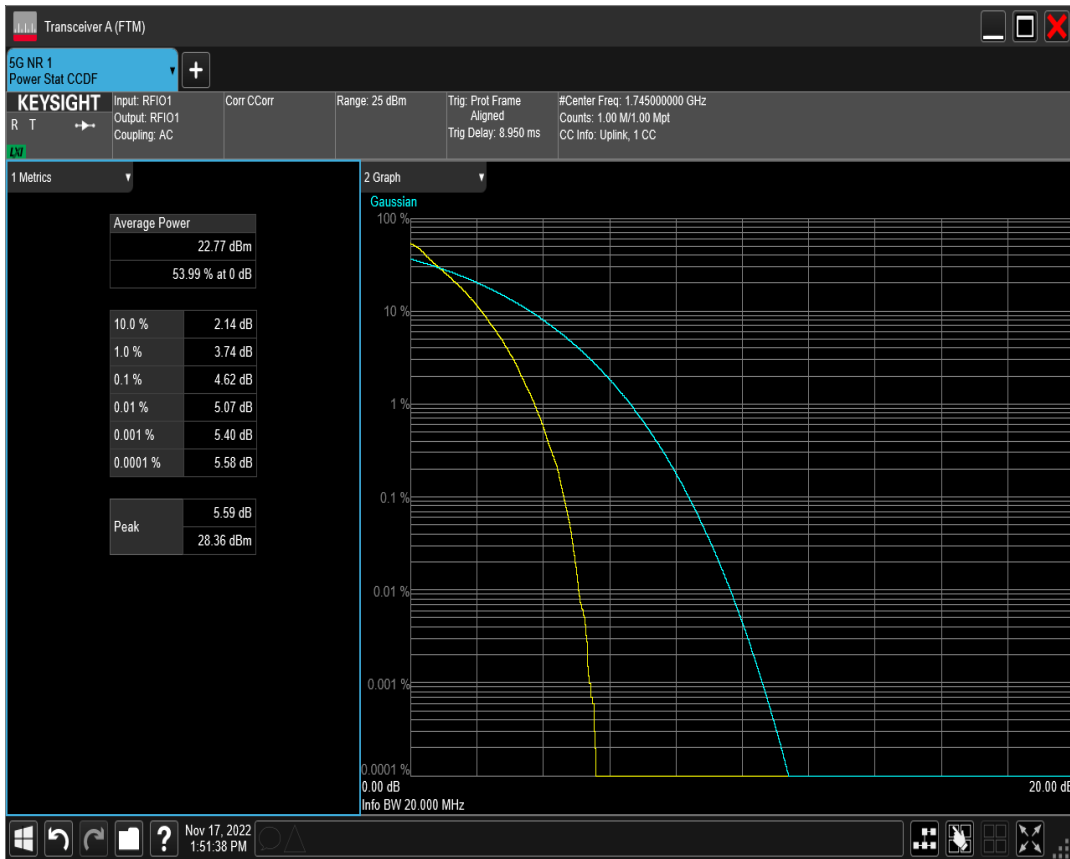 Transceiver A (FTM)
5G NR 1
Power Stat CCDF
+
KEYSIGHT
R T
LXI
Input: RFIO1
Output: RFIO1
Coupling: AC
Corr CCorr
Range: 25 dBm
Trig: Prot Frame
Aligned
Trig Delay: 8.950 ms
#Center Freq: 1.745000000 GHz
Counts: 1.00 M/1.00 Mpt
CC Info: Uplink, 1 CC
1 Metrics
Average Power
22.77 dBm
53.99 % at 0 dB
10.0 % 2.14 dB
1.0 % 3.74 dB
0.1 % 4.62 dB
0.01 % 5.07 dB
0.001 % 5.40 dB
0.0001 % 5.58 dB
Peak
5.59 dB
28.36 dBm
2 Graph
Gaussian
100 %
10 %
1 %
0.1 %
0.01 %
0.001 %
0.0001 %
0.00 dB 20.00 dB
Info BW 20.000 MHz
?
Nov 17, 2022
1:51:38 PM